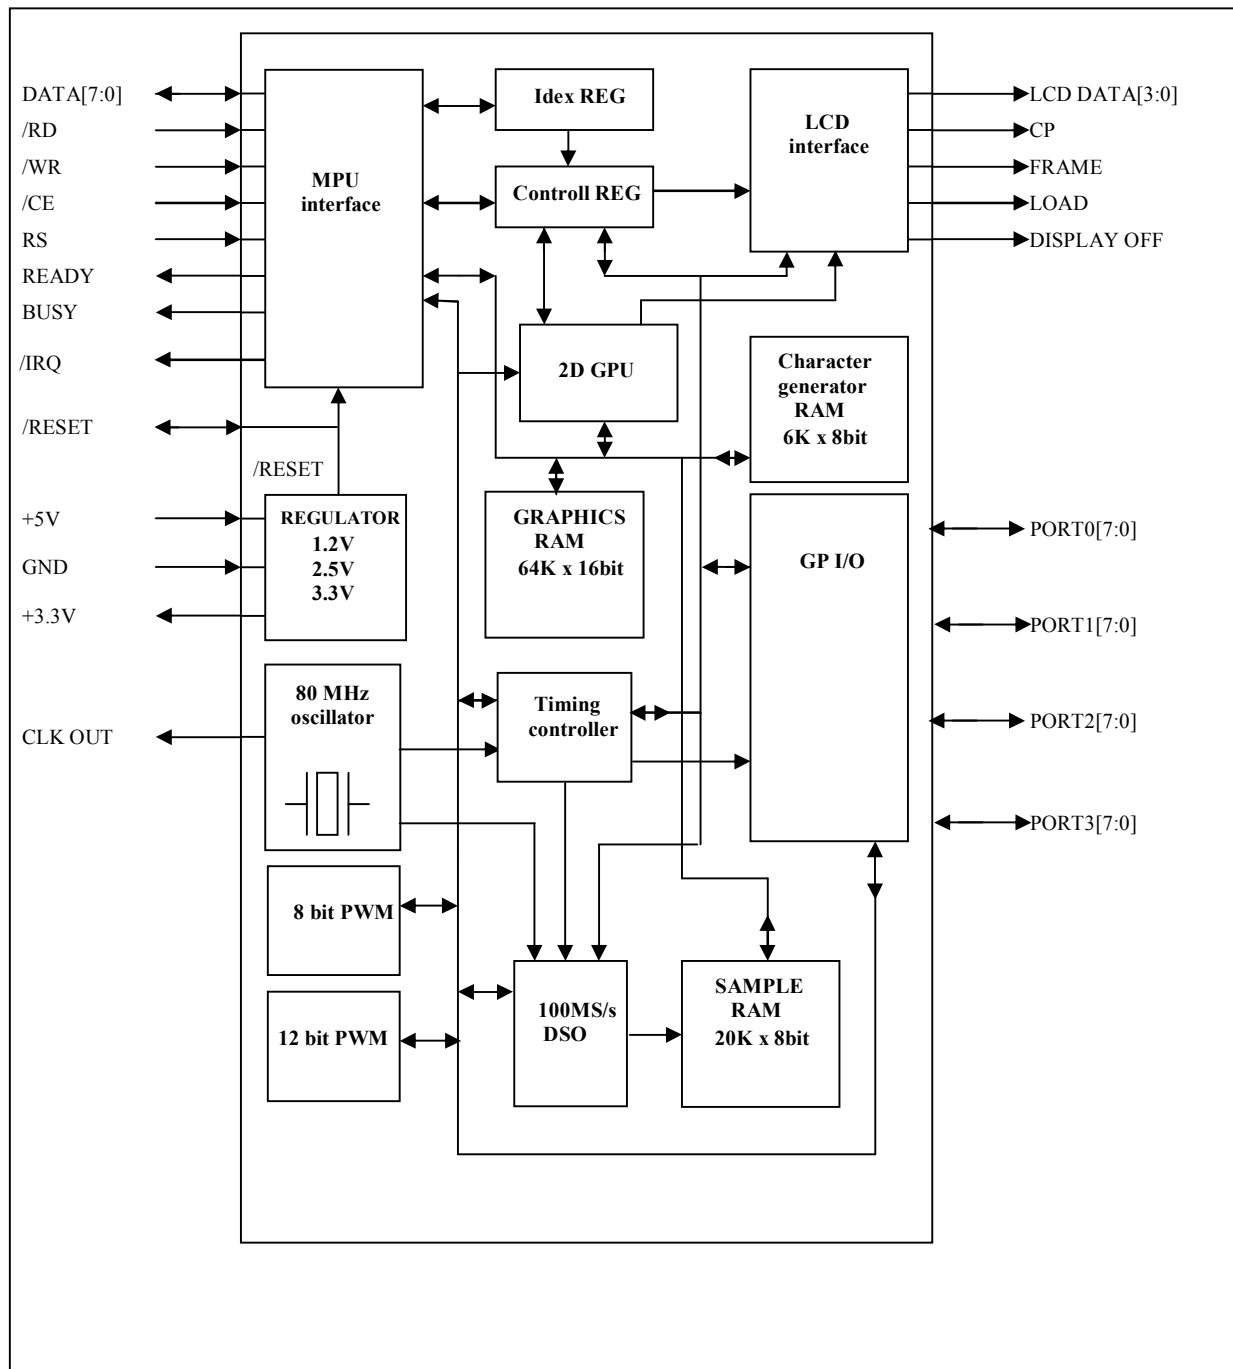 DATA[7:0]
/RD
/WR
/CE
RS
READY
BUSY
/IRQ
/RESET
/RESET
+5V
GND
+3.3V
CLK OUT
MPU
interface
Idex REG
Controll REG
LCD
interface
LCD DATA[3:0]
CP
FRAME
LOAD
DISPLAY OFF
2D GPU
Character
generator
RAM
6K x 8bit
REGULATOR
1.2V
2.5V
3.3V
GRAPHICS
RAM
64K x 16bit
GP I/O
PORT0[7:0]
PORT1[7:0]
PORT2[7:0]
PORT3[7:0]
80 MHz
oscillator
Timing
controller
8 bit PWM
12 bit PWM
100MS/s
DSO
SAMPLE
RAM
20K x 8bit